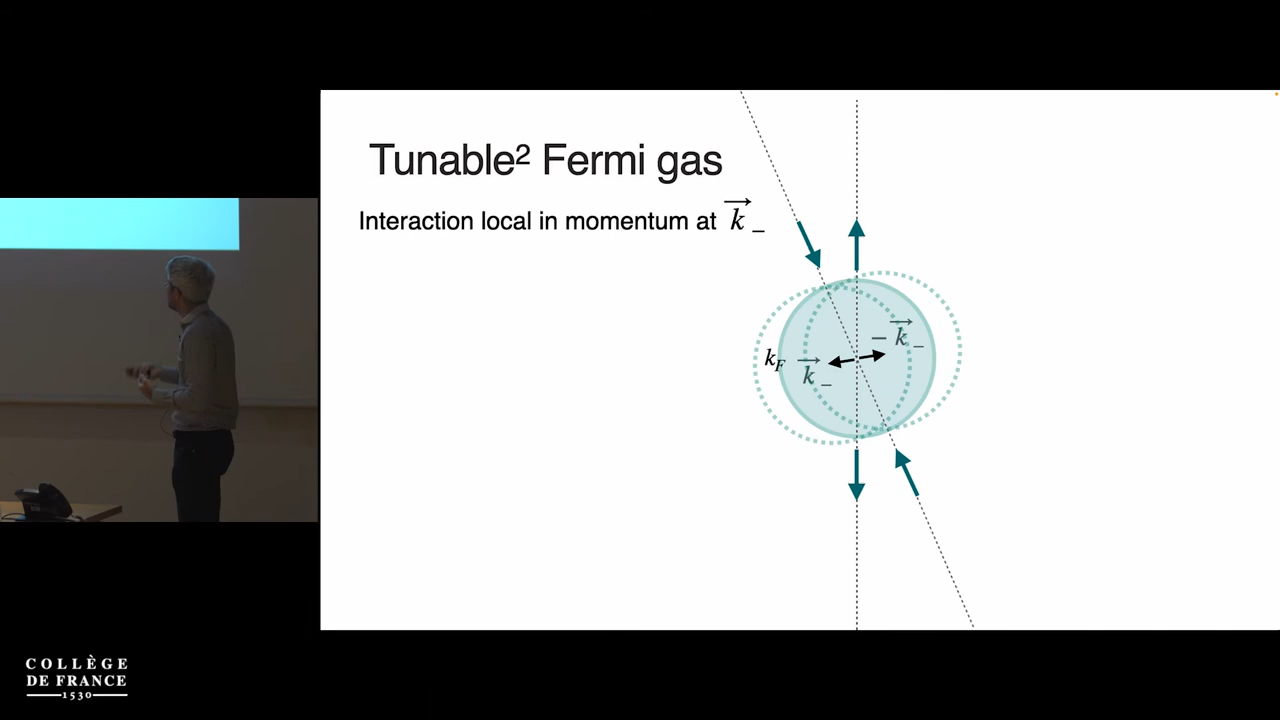 Tunable² Fermi gas
Interaction local in momentum at k⃗_
k_F
k⃗_
− k⃗_
COLLÈGE
DE FRANCE
1530